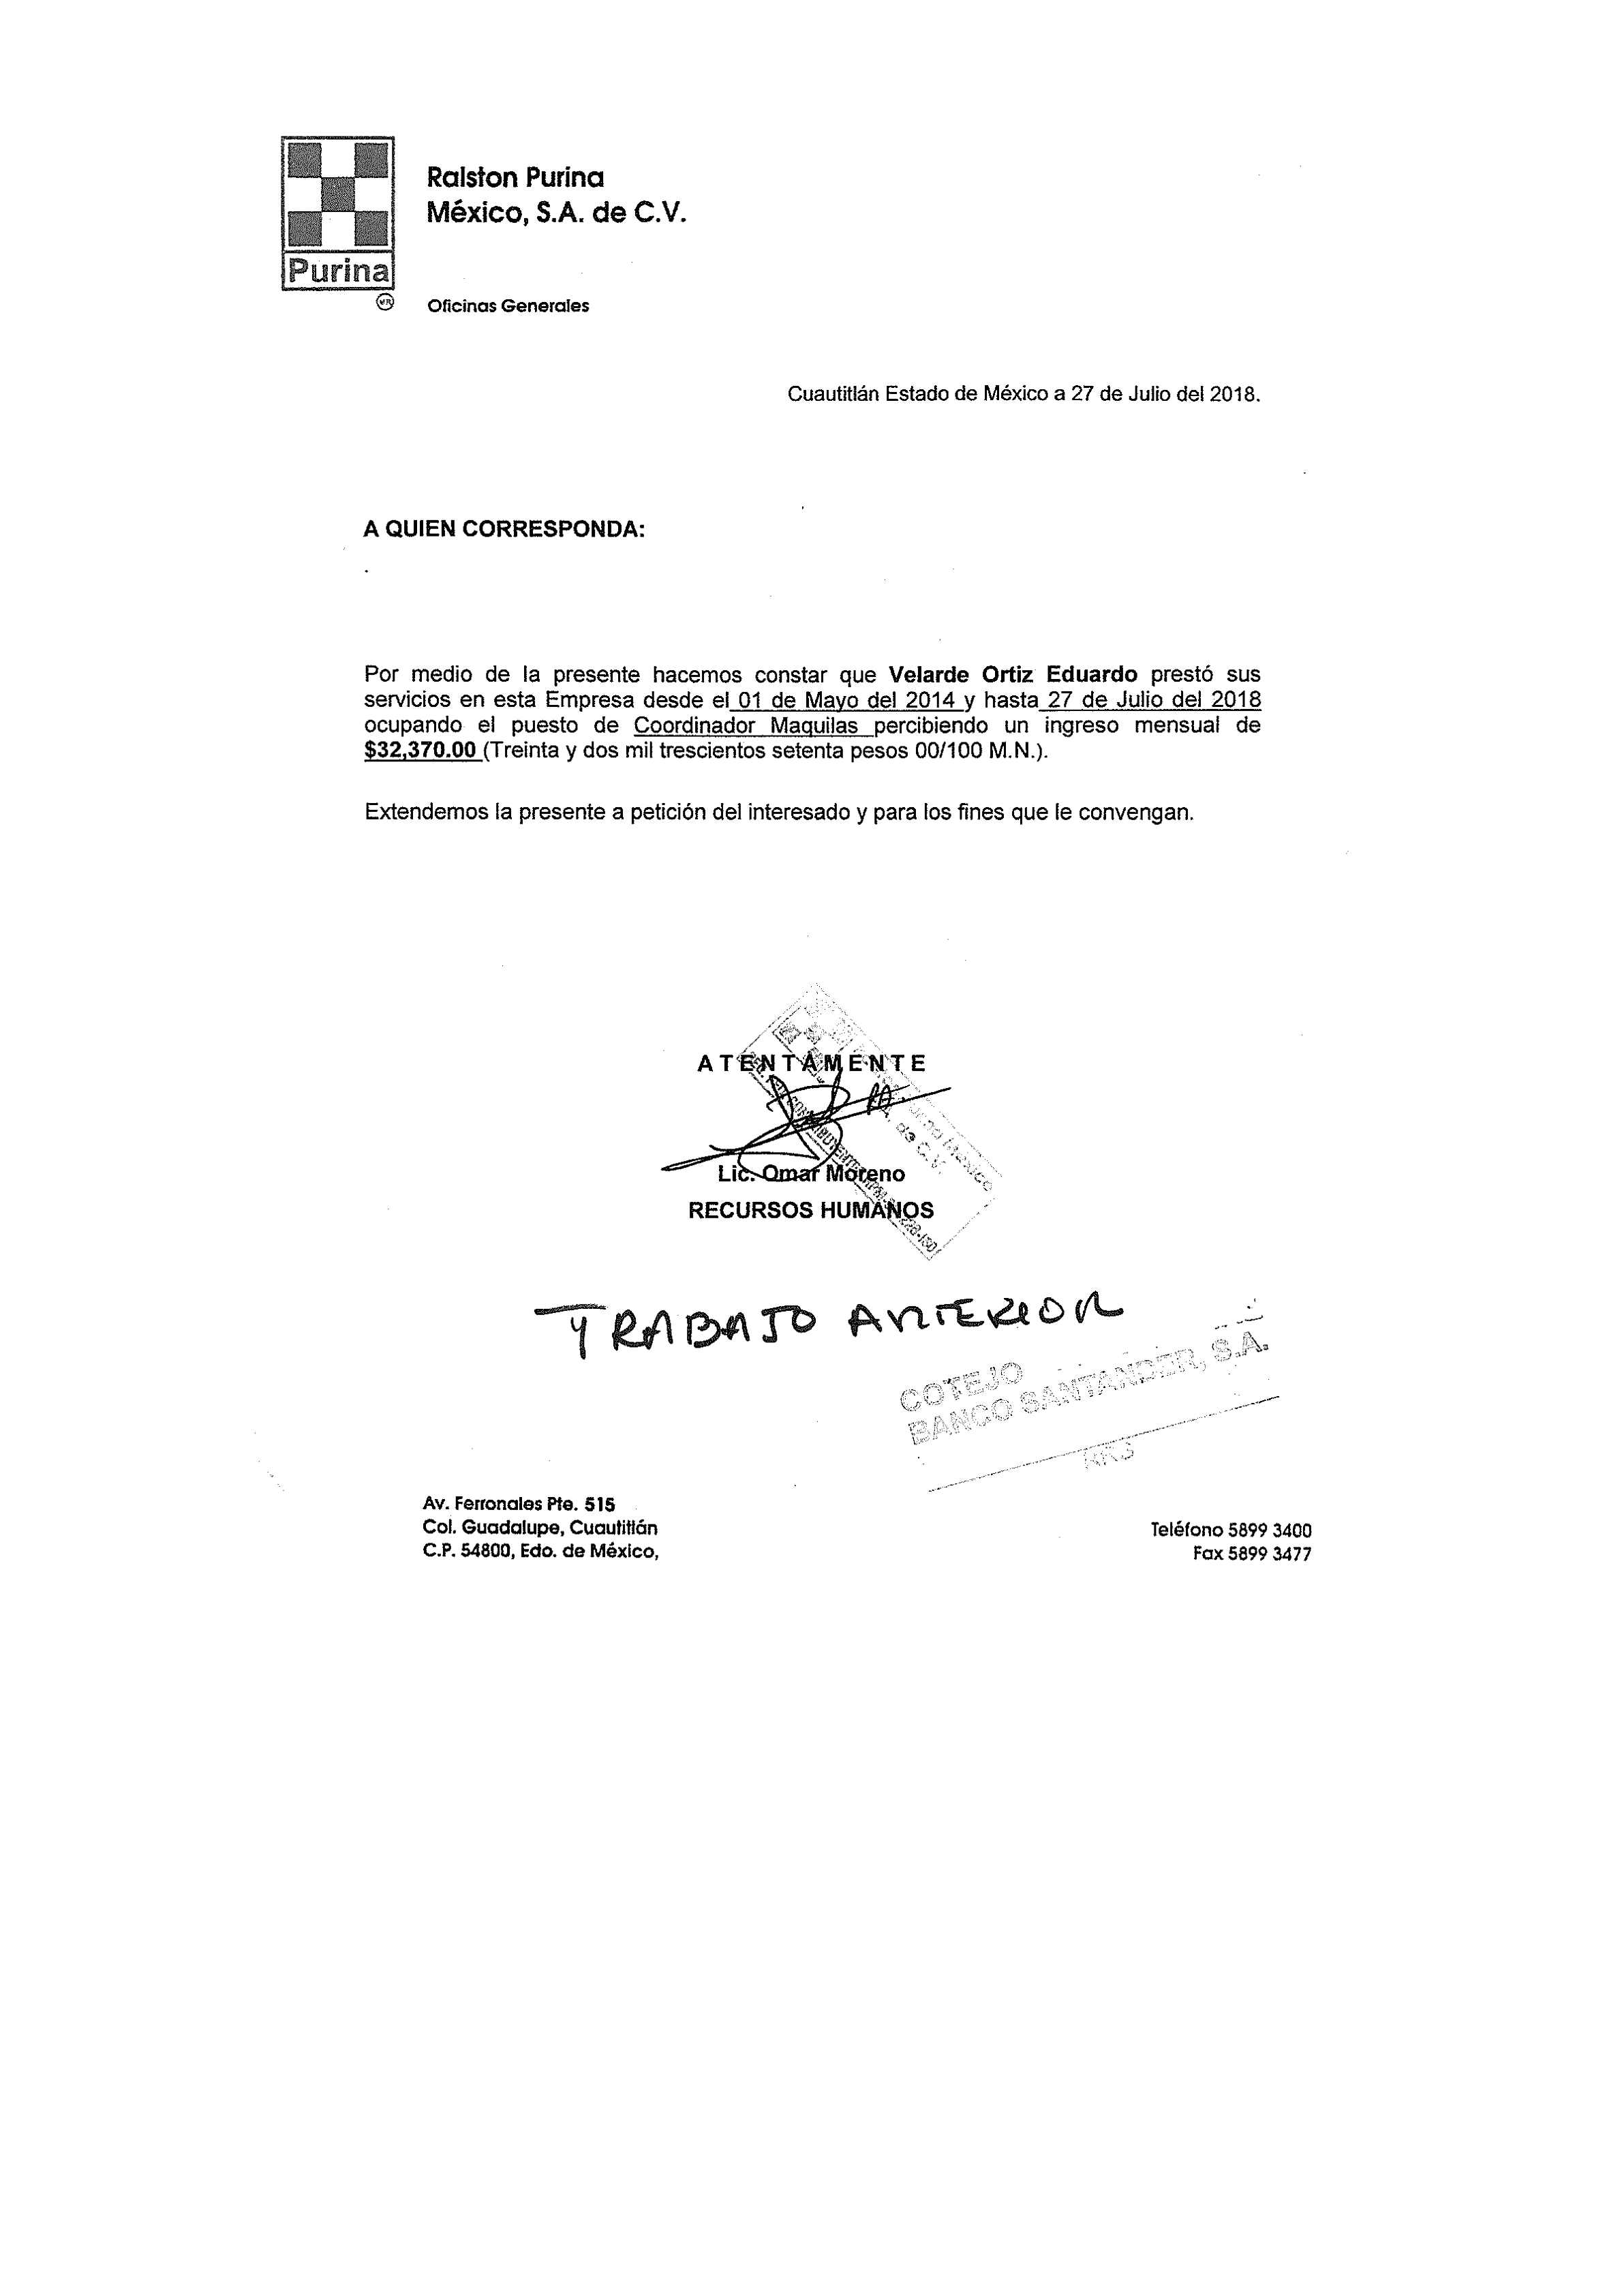 Ralston Purina
México, S.A. de C.V.
Purina
MR
Oficinas Generales
Cuautitlán Estado de México a 27 de Julio del 2018.
A QUIEN CORRESPONDA:
Por medio de la presente hacemos constar que Velarde Ortiz Eduardo prestó sus
servicios en esta Empresa desde el 01 de Mayo del 2014 y hasta 27 de Julio del 2018
ocupando el puesto de Coordinador Maquilas percibiendo un ingreso mensual de
$32,370.00 (Treinta y dos mil trescientos setenta pesos 00/100 M.N.).
Extendemos la presente a petición del interesado y para los fines que le convengan.
ATENTAMENTE
de C.V.
Lic. Omar Moreno
RECURSOS HUMANOS
TRABAJO ANTERIOR
COTEJO
BANCO SANTANDER, S.A.
Av. Ferronales Pte. 515
Col. Guadalupe, Cuautitlán
C.P. 54800, Edo. de México,
Teléfono 5899 3400
Fax 5899 3477